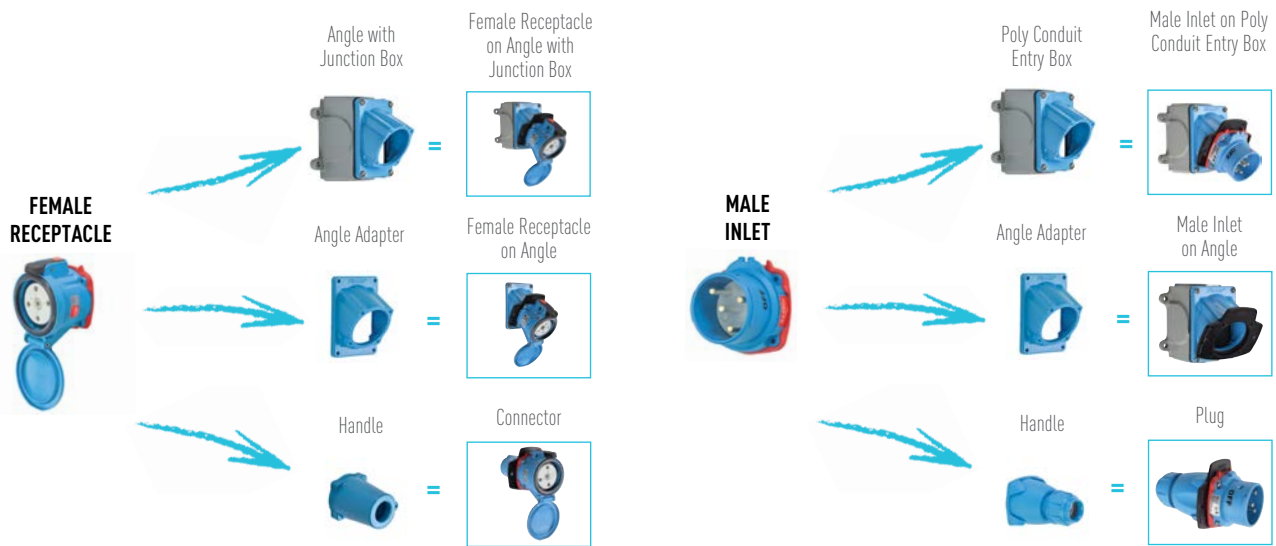 Angle with
Junction Box
Female Receptacle
on Angle with
Junction Box
=
FEMALE
RECEPTACLE
Angle Adapter
Female Receptacle
on Angle
=
Handle
Connector
=
Poly Conduit
Entry Box
Male Inlet on Poly
Conduit Entry Box
=
MALE
INLET
OFF
Angle Adapter
Male Inlet
on Angle
=
Handle
Plug
=
OFF